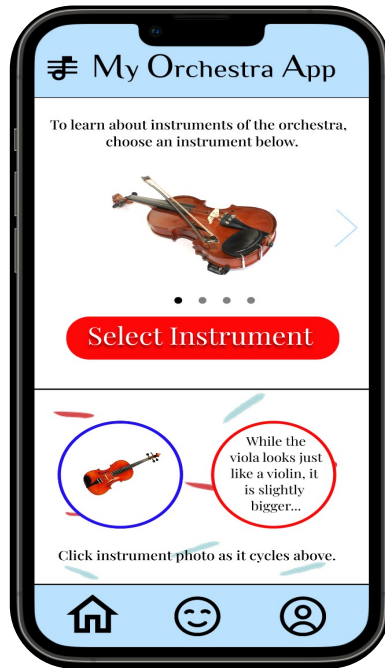 My Orchestra App
To learn about instruments of the orchestra,
choose an instrument below.
Select Instrument
While the
viola looks just
like a violin, it
is slightly
bigger...
Click instrument photo as it cycles above.